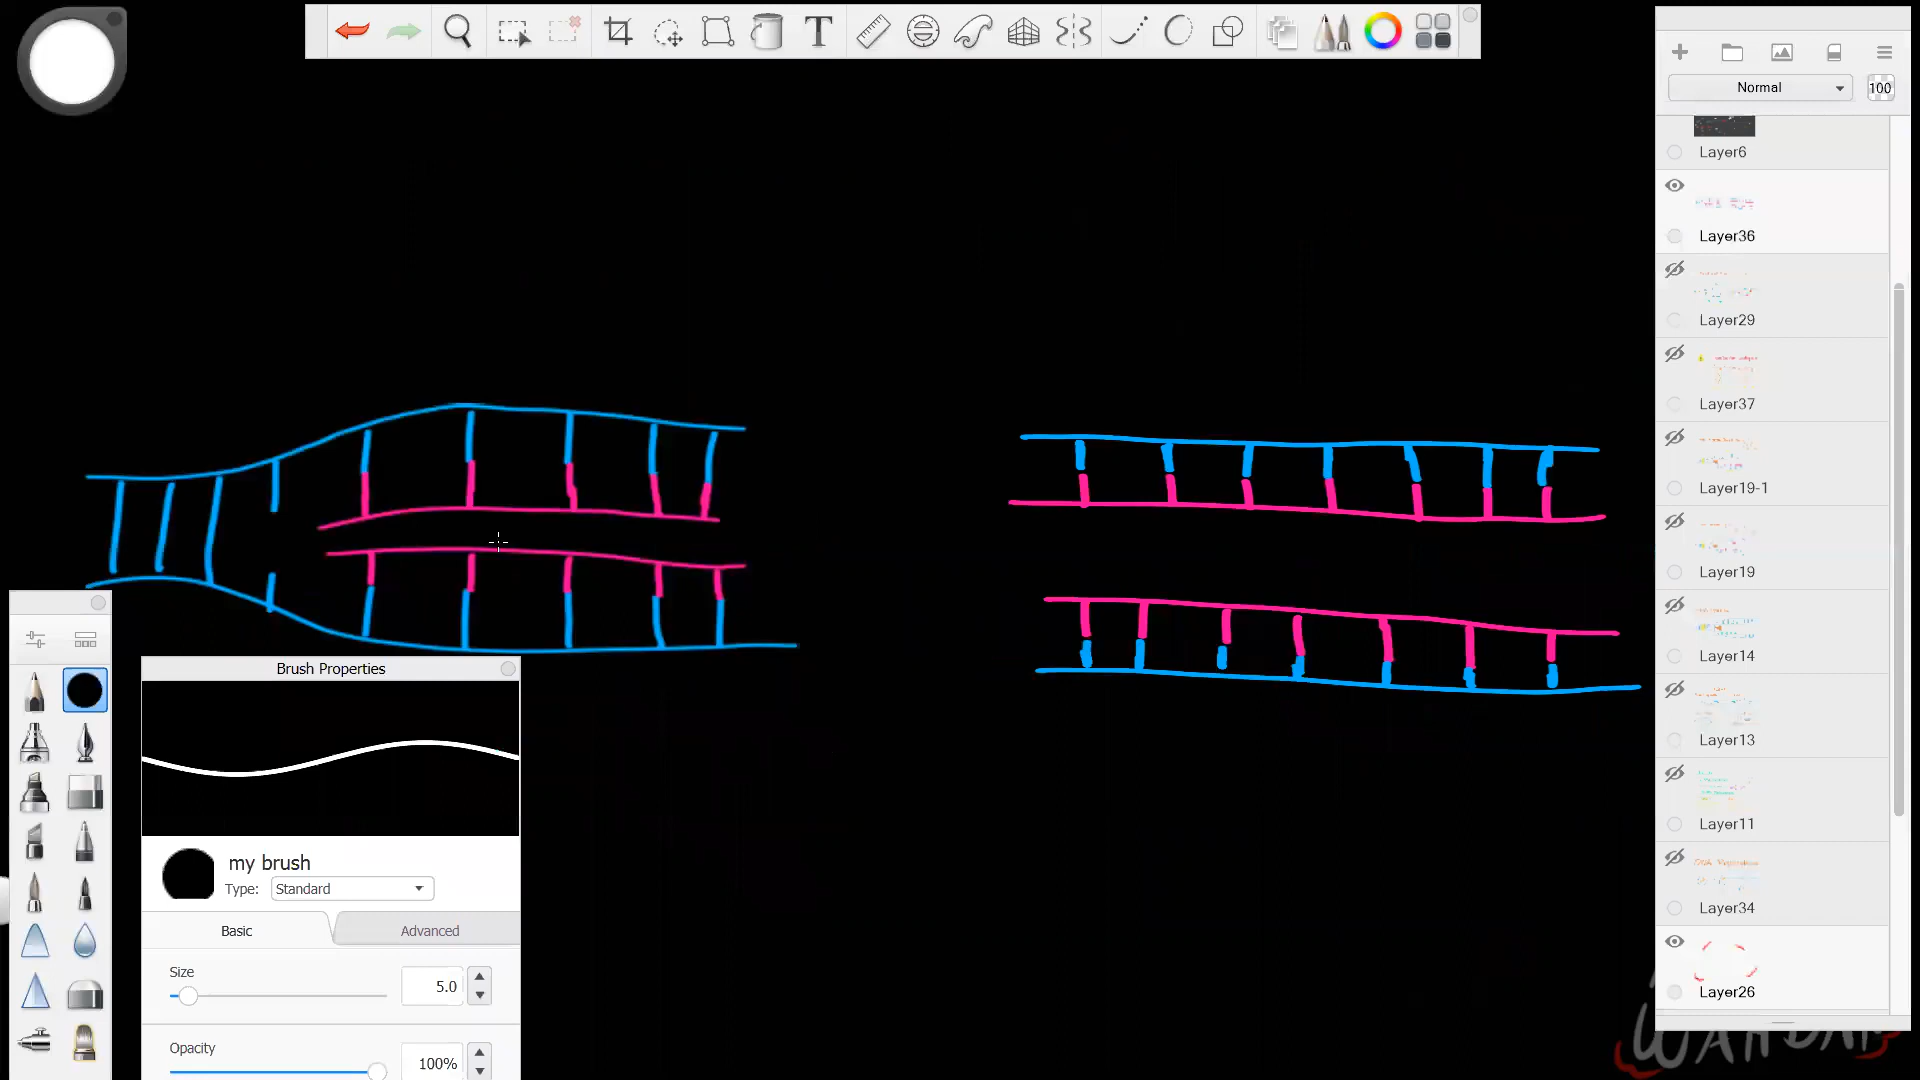 T
Normal
100
Layer6
Layer36
Layer29
Layer37
Layer19-1
Layer19
Layer14
Layer13
Layer11
Layer34
Layer26
Brush Properties
my brush
Type: Standard
Basic
Advanced
Size
5.0
Opacity
100%